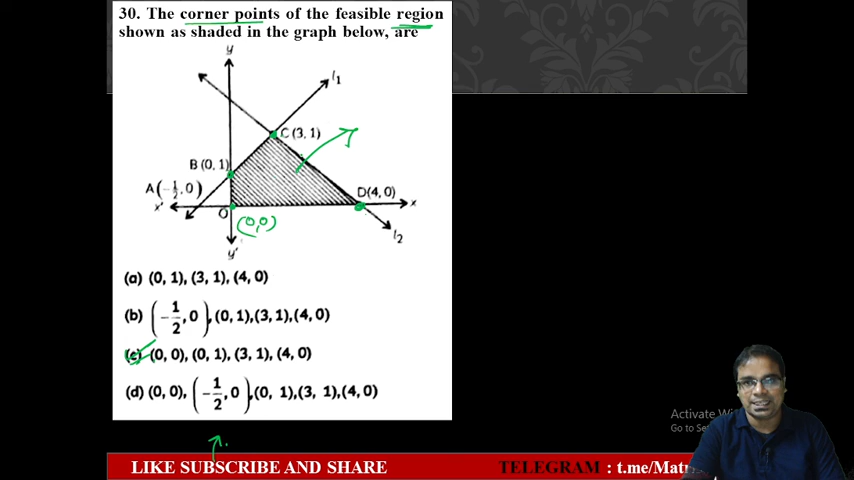 30. The corner points of the feasible region
shown as shaded in the graph below, are
y
l₁
C (3, 1)
B (0, 1)
A(-1/2, 0)
D(4, 0)
x'
O
x
(0,0)
l₂
y'
(a) (0, 1), (3, 1), (4, 0)
(b) (-1/2, 0), (0, 1), (3, 1), (4, 0)
(c) (0, 0), (0, 1), (3, 1), (4, 0)
(d) (0, 0), (-1/2, 0), (0, 1), (3, 1), (4, 0)
Activate
Go to
LIKE SUBSCRIBE AND SHARE
TELEGRAM : t.me/